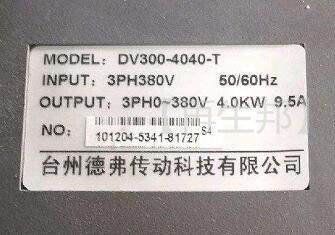 MODEL: DV300-4040-T
INPUT: 3PH380V 50/60Hz
OUTPUT: 3PH0~380V 4.0KW 9.5A
NO: 101204-5341-81727 S4
台州德弗传动科技有限公司